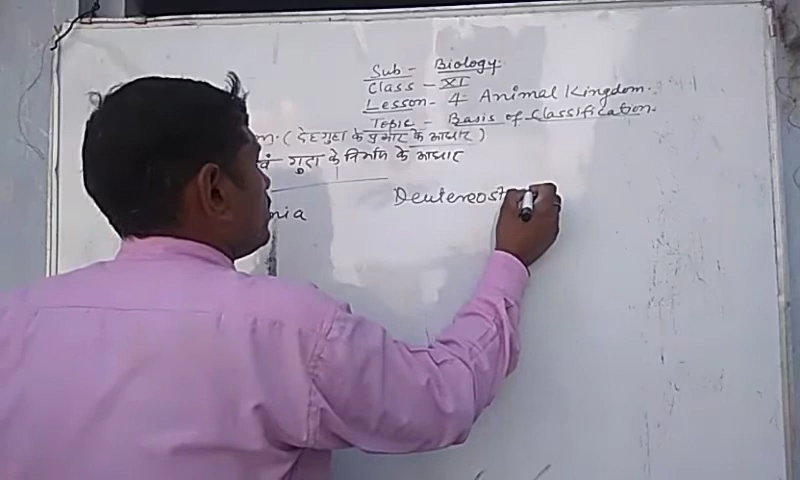 Sub - Biology.
Class - XI
Lesson - 4 Animal Kingdom.
Topic - Basis of classification.
(देहगुहा के प्रकार के आधार)
गुदा के निर्माण के आधार
Deuterost